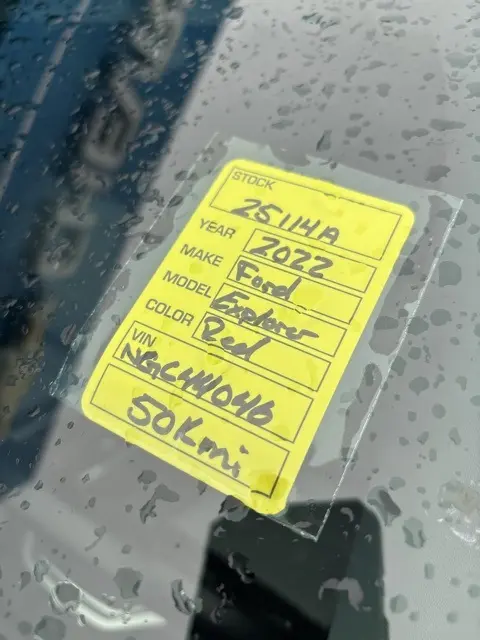 STOCK
25114A
YEAR 2022
MAKE Ford
MODEL Explorer
COLOR Red
VIN
NGC44046
50Kmi